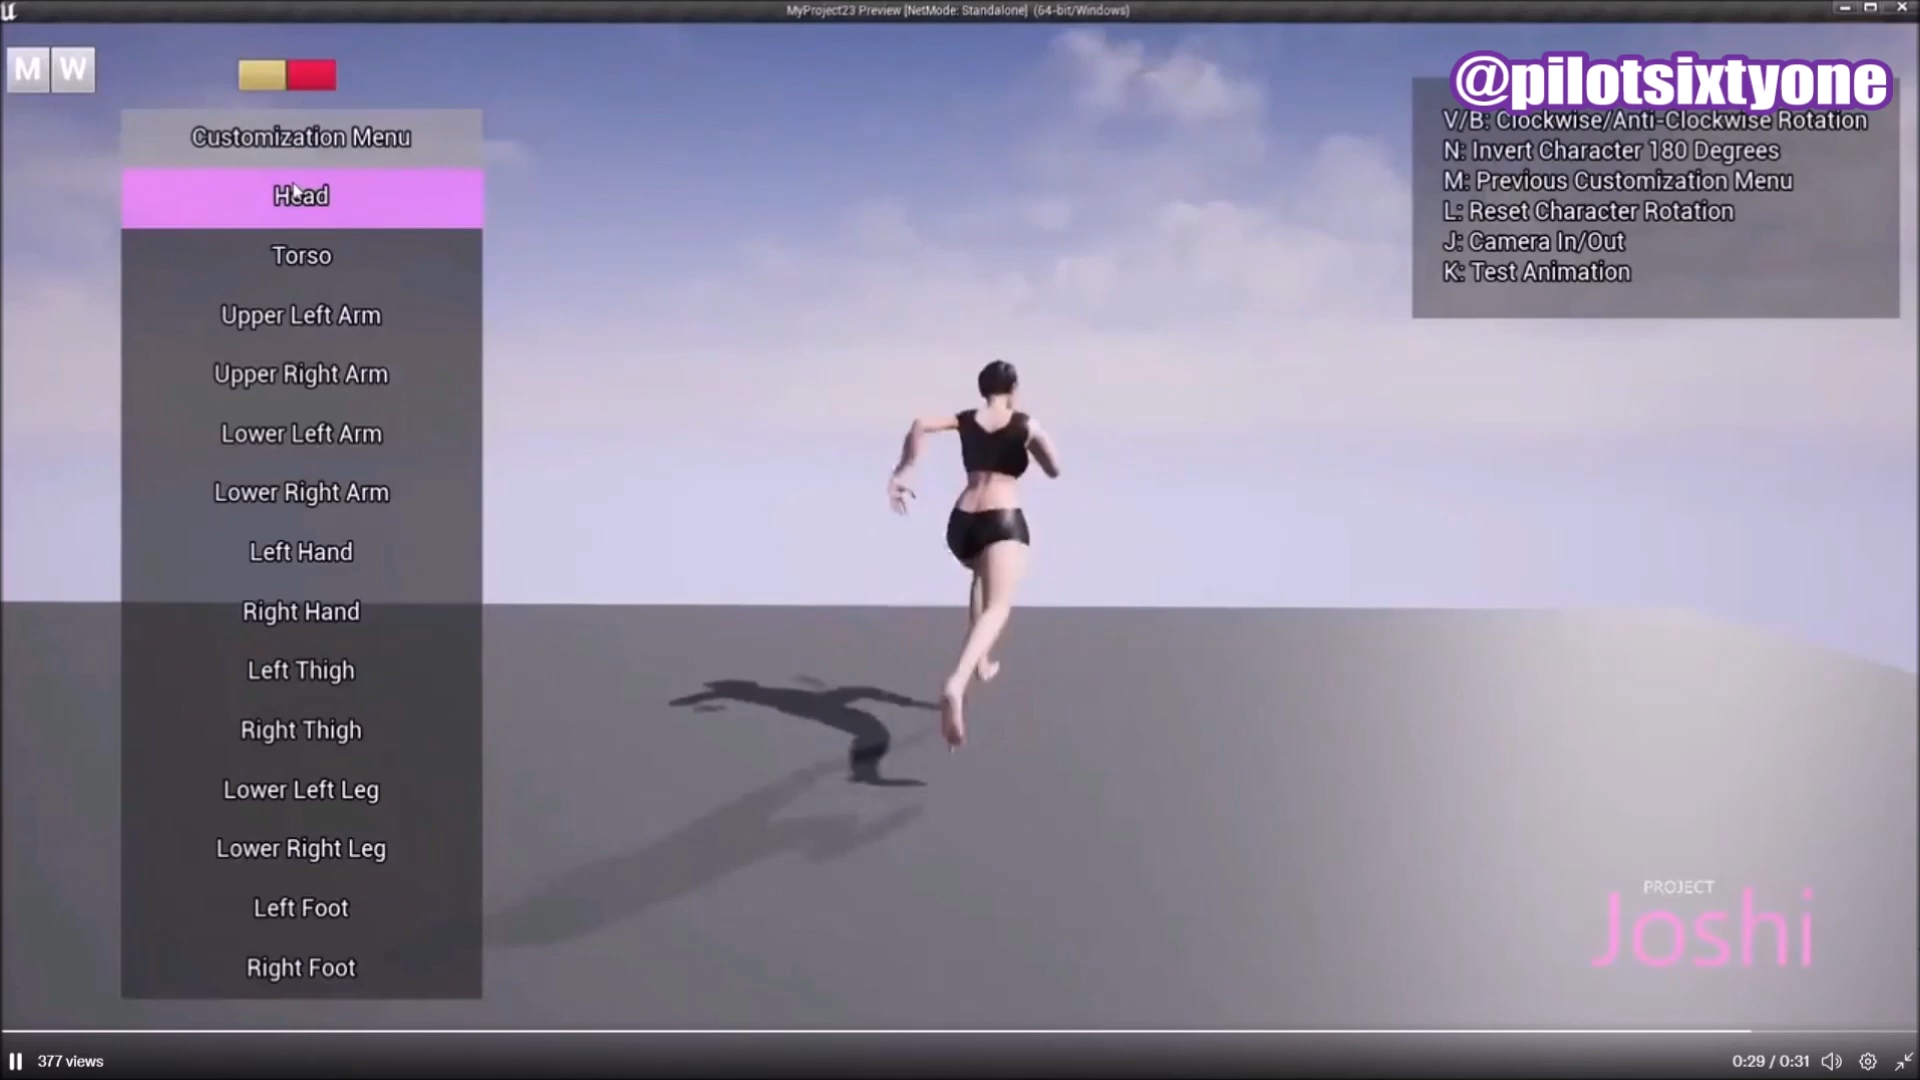 MyProject23 Preview [NetMode: Standalone] (64-bit/Windows)
M W
@pilotsixtyone
Customization Menu
Head
Torso
Upper Left Arm
Upper Right Arm
Lower Left Arm
Lower Right Arm
Left Hand
Right Hand
Left Thigh
Right Thigh
Lower Left Leg
Lower Right Leg
Left Foot
Right Foot
V/B: Clockwise/Anti-Clockwise Rotation
N: Invert Character 180 Degrees
M: Previous Customization Menu
L: Reset Character Rotation
J: Camera In/Out
K: Test Animation
PROJECT
Joshi
377 views
0:29 / 0:31